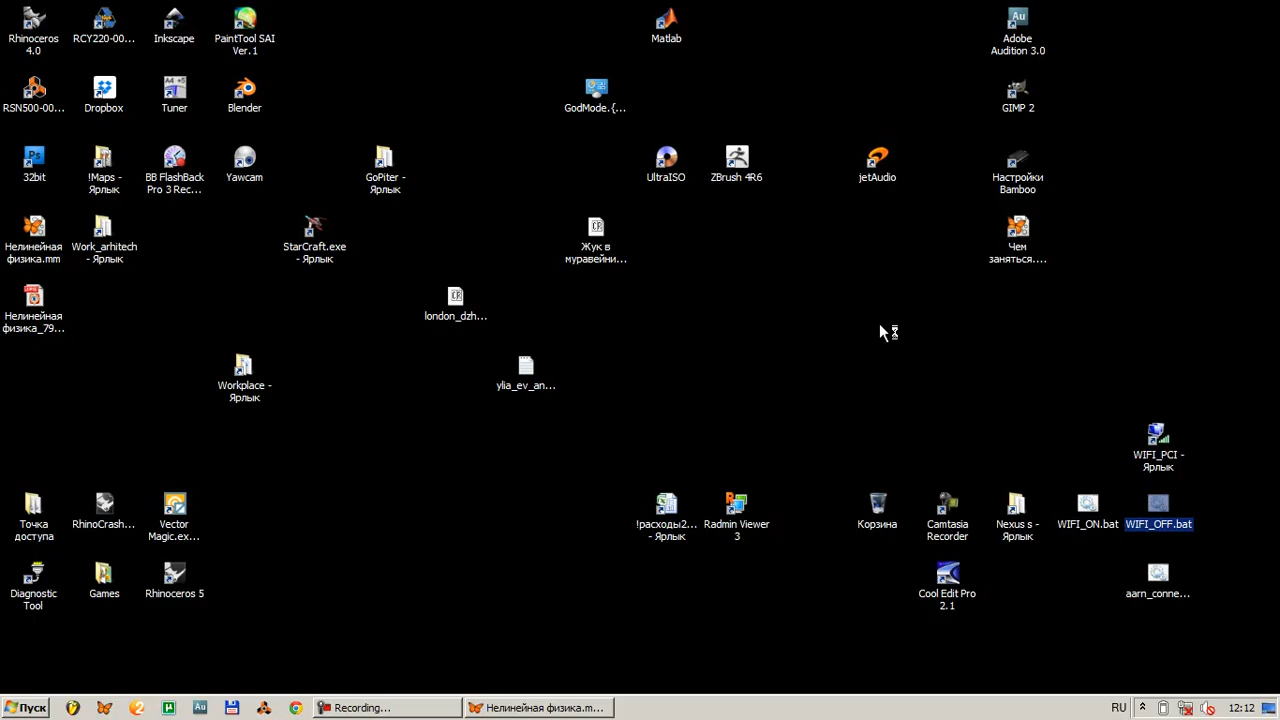 Rhinoceros
4.0
RCY220-00...
Inkscape
PaintTool SAI
Ver.1
Matlab
Adobe
Audition 3.0
RSN500-00...
Dropbox
Tuner
Blender
GodMode.{...
GIMP 2
32bit
!Maps -
Ярлык
BB FlashBack
Pro 3 Rec...
Yawcam
GoPiter -
Ярлык
UltraISO
ZBrush 4R6
jetAudio
Настройки
Bamboo
Нелинейная
физика.mm
Work_arhitech
- Ярлык
StarCraft.exe
- Ярлык
Жук в
муравейни...
Чем
заняться....
Нелинейная
физика_79...
london_dzh...
Workplace -
Ярлык
ylia_ev_an...
WIFI_PCI -
Ярлык
Точка
доступа
RhinoCrash...
Vector
Magic.ex...
!расходы2...
- Ярлык
Radmin Viewer
3
Корзина
Camtasia
Recorder
Nexus s -
Ярлык
WIFI_ON.bat
WIFI_OFF.bat
Diagnostic
Tool
Games
Rhinoceros 5
Cool Edit Pro
2.1
aarn_conne...
Пуск
Recording...
Нелинейная физика.m...
RU
12:12